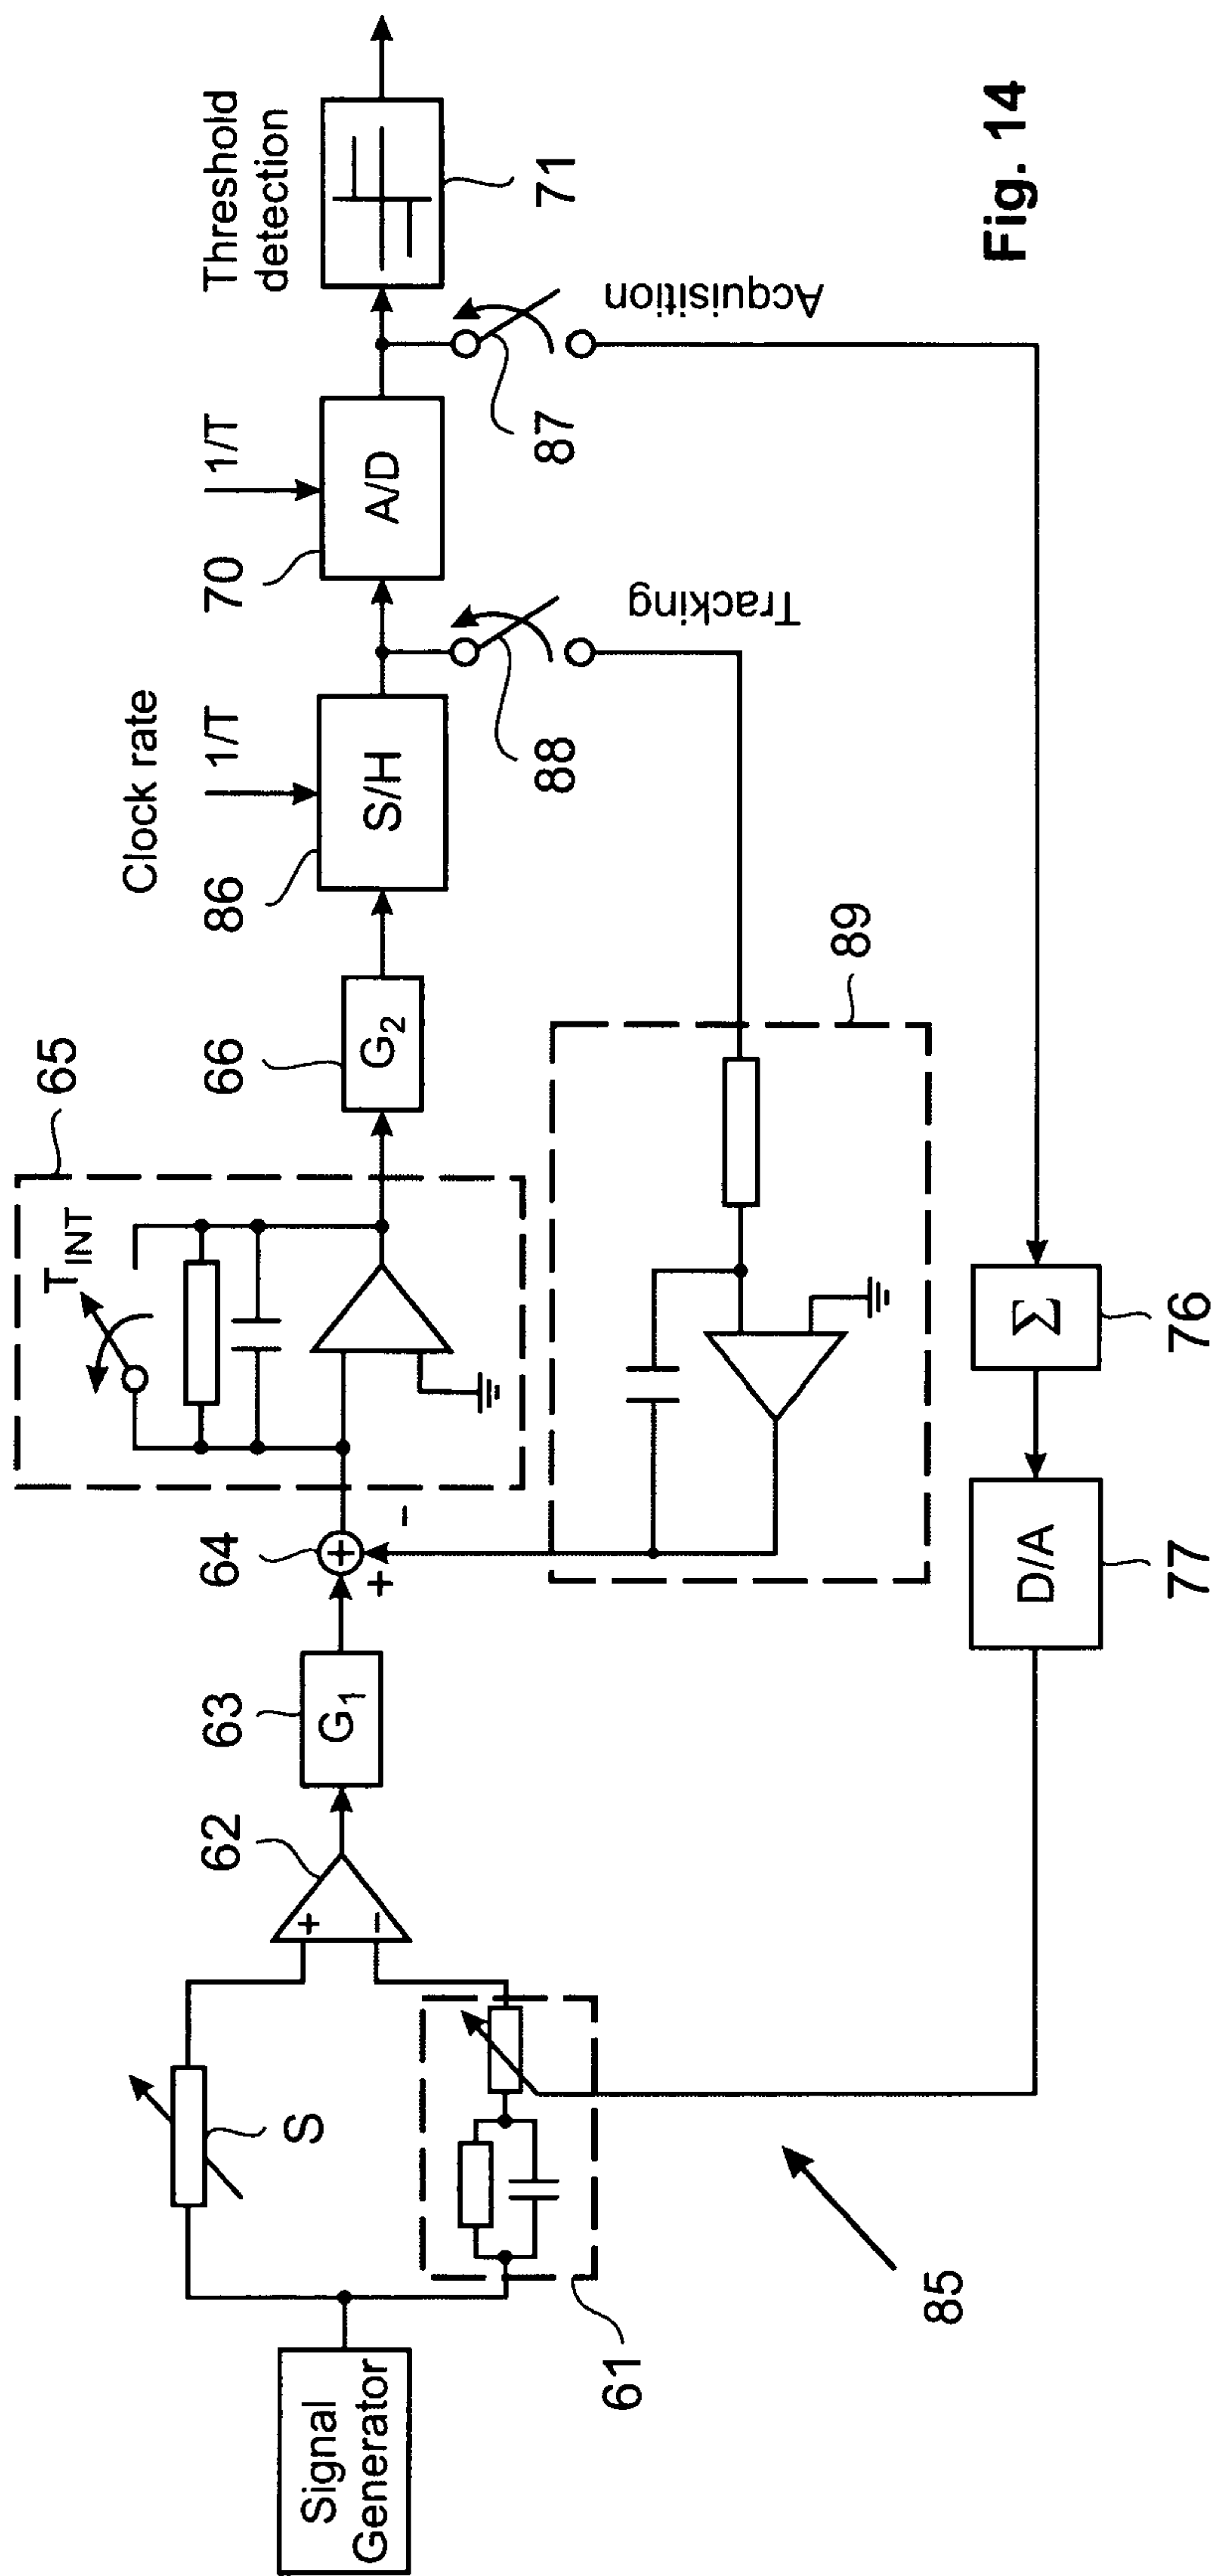 Signal
Generator
S
61
62
+
−
63
G1
64
+
+
-
65
TINT
66
G2
Clock rate
1/T
86
S/H
88
Tracking
1/T
70
A/D
87
Acquisition
Threshold
detection
71
89
85
77
D/A
76
Σ
Fig. 14